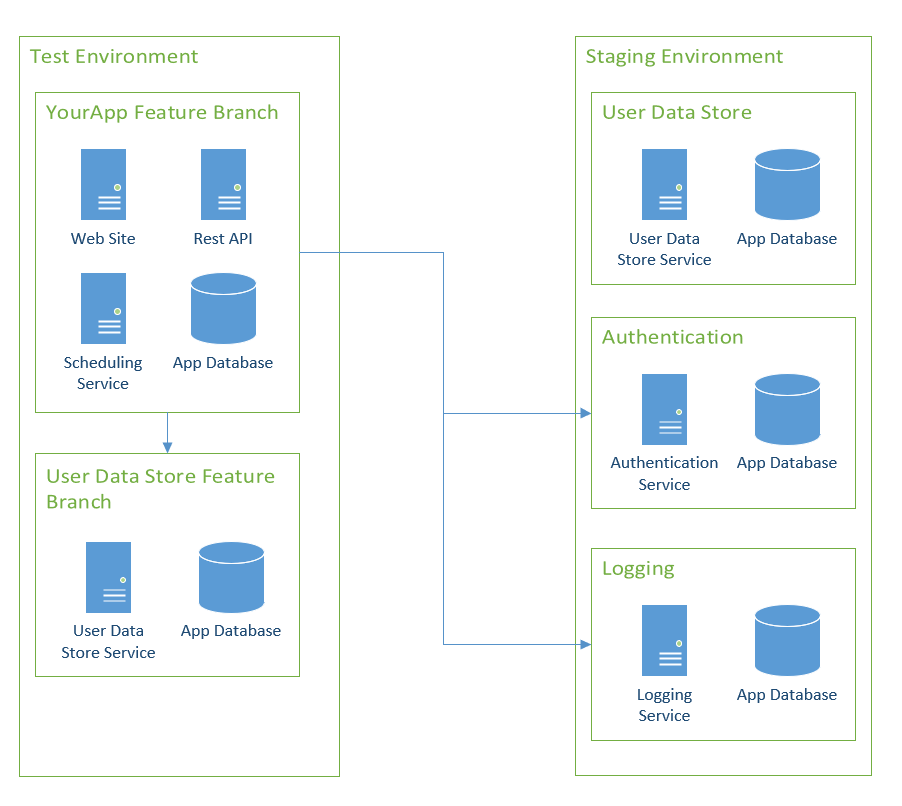 Test Environment
YourApp Feature Branch
Web Site
Rest API
Scheduling
Service
App Database
User Data Store Feature
Branch
User Data
Store Service
App Database
Staging Environment
User Data Store
User Data
Store Service
App Database
Authentication
Authentication
Service
App Database
Logging
Logging
Service
App Database